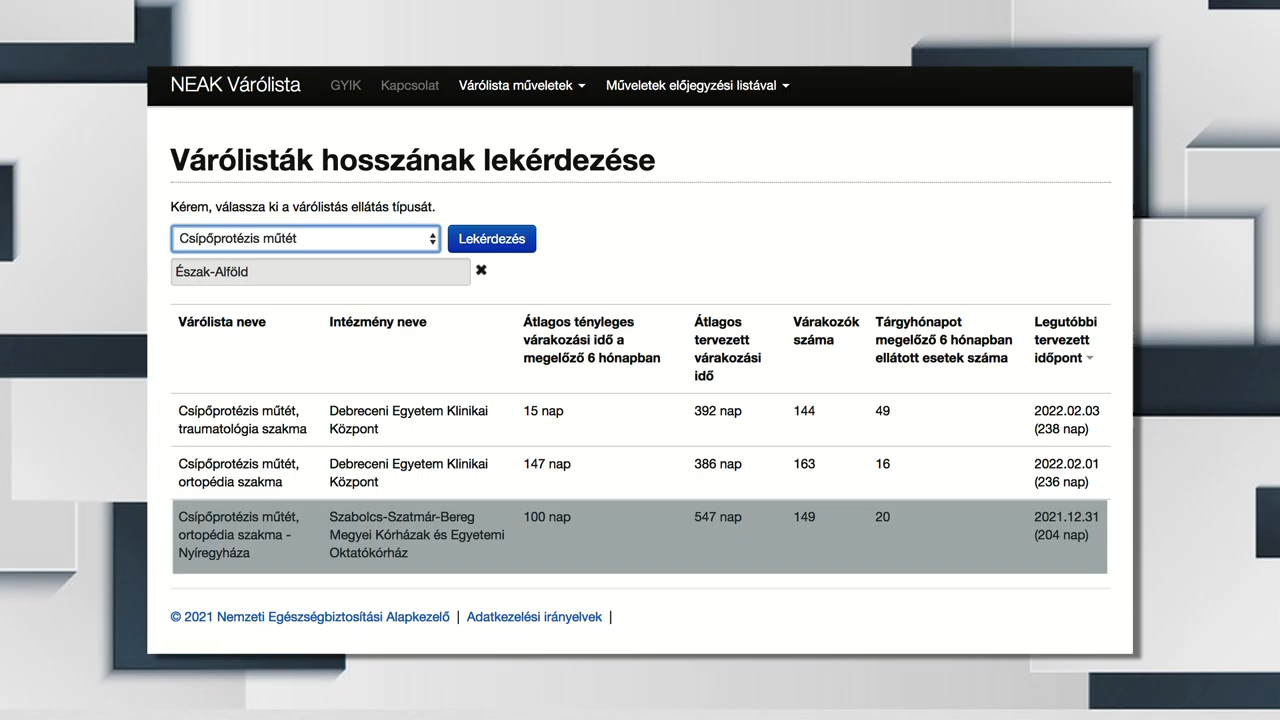 NEAK Várólista GYIK Kapcsolat Várólista műveletek Műveletek előjegyzési listával
Várólisták hosszának lekérdezése
Kérem, válassza ki a várólistás ellátás típusát.
Csípőprotézis műtét Lekérdezés
Észak-Alföld ✖
Várólista neve
Intézmény neve
Átlagos tényleges
várakozási idő a
megelőző 6 hónapban
Átlagos
tervezett
várakozási
idő
Várakozók
száma
Tárgyhónapot
megelőző 6 hónapban
ellátott esetek száma
Legutóbbi
tervezett
időpont
Csípőprotézis műtét,
traumatológia szakma
Debreceni Egyetem Klinikai
Központ
15 nap
392 nap
144
49
2022.02.03
(238 nap)
Csípőprotézis műtét,
ortopédia szakma
Debreceni Egyetem Klinikai
Központ
147 nap
386 nap
163
16
2022.02.01
(236 nap)
Csípőprotézis műtét,
ortopédia szakma -
Nyíregyháza
Szabolcs-Szatmár-Bereg
Megyei Kórházak és Egyetemi
Oktatókórház
100 nap
547 nap
149
20
2021.12.31
(204 nap)
© 2021 Nemzeti Egészségbiztosítási Alapkezelő | Adatkezelési irányelvek |